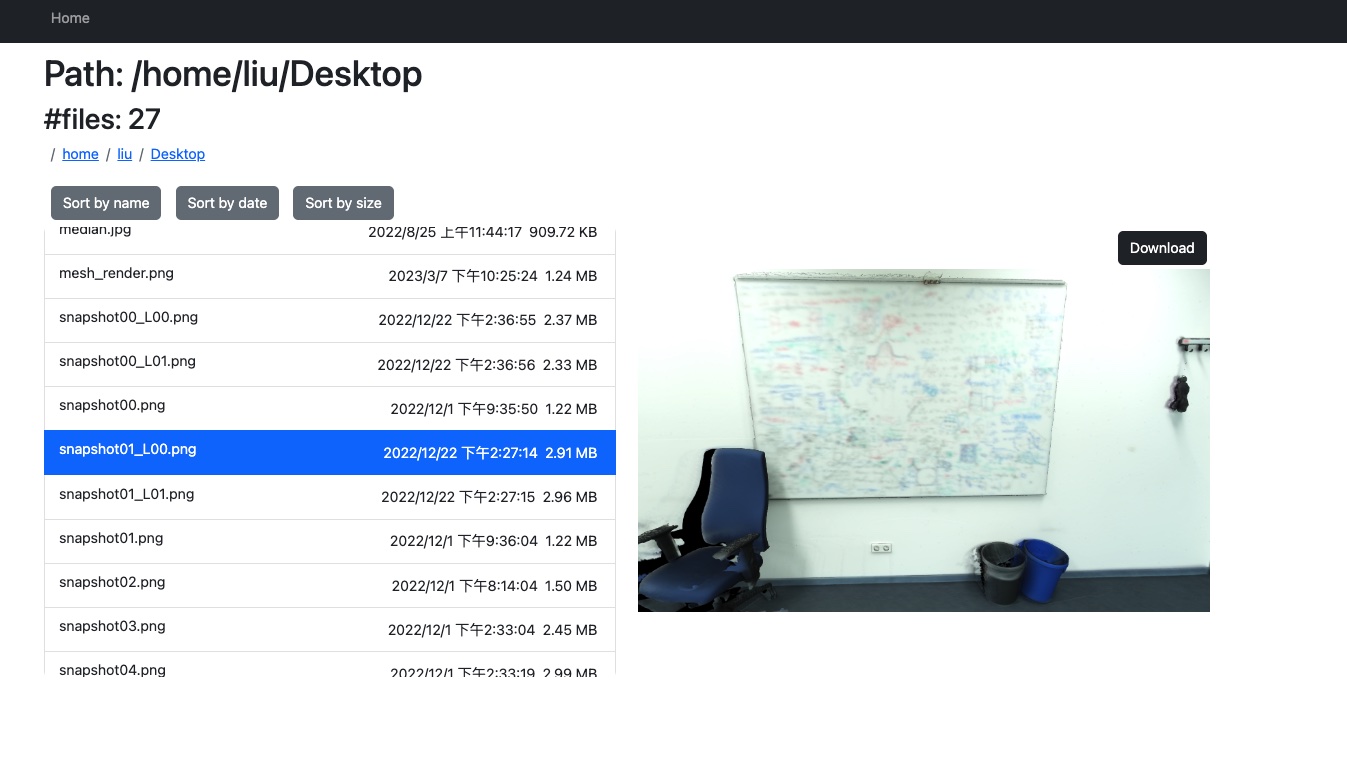 Home
Path: /home/liu/Desktop
#files: 27
/ home / liu / Desktop
Sort by name Sort by date Sort by size
median.jpg 2022/8/25 上午11:44:17 909.72 KB
Download
mesh_render.png 2023/3/7 下午10:25:24 1.24 MB
snapshot00_L00.png 2022/12/22 下午2:36:55 2.37 MB
snapshot00_L01.png 2022/12/22 下午2:36:56 2.33 MB
snapshot00.png 2022/12/1 下午9:35:50 1.22 MB
snapshot01_L00.png 2022/12/22 下午2:27:14 2.91 MB
snapshot01_L01.png 2022/12/22 下午2:27:15 2.96 MB
snapshot01.png 2022/12/1 下午9:36:04 1.22 MB
snapshot02.png 2022/12/1 下午8:14:04 1.50 MB
snapshot03.png 2022/12/1 下午2:33:04 2.45 MB
snapshot04.png 2022/12/1 下午2:33:19 2.99 MB